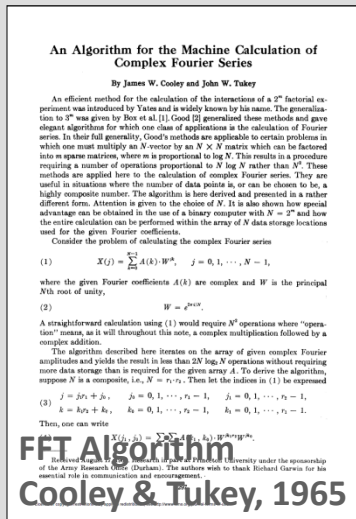 An Algorithm for the Machine Calculation of
Complex Fourier Series
By James W. Cooley and John W. Tukey
An efficient method for the calculation of the interactions of a 2ᵐ factorial ex-
periment was introduced by Yates and is widely known by his name. The generaliza-
tion to 3ᵐ was given by Box et al. [1]. Good [2] generalized these methods and gave
elegant algorithms for which one class of applications is the calculation of Fourier
series. In their full generality, Good's methods are applicable to certain problems in
which one must multiply an N-vector by an N × N matrix which can be factored
into m sparse matrices, where m is proportional to log N. This results in a procedure
requiring a number of operations proportional to N log N rather than N². These
methods are applied here to the calculation of complex Fourier series. They are
useful in situations where the number of data points is, or can be chosen to be, a
highly composite number. The algorithm is here derived and presented in a rather
different form. Attention is given to the choice of N. It is also shown how special
advantage can be obtained in the use of a binary computer with N = 2ᵐ and how
the entire calculation can be performed within the array of N data storage locations
used for the given Fourier coefficients.
Consider the problem of calculating the complex Fourier series
(1) X(j) = Σ A(k)·Wʲᵏ, j = 0, 1, ···, N − 1,
where the given Fourier coefficients A(k) are complex and W is the principal
Nth root of unity,
(2) W = e²ᵖⁱ/ᴺ.
A straightforward calculation using (1) would require N² operations where "opera-
tion" means, as it will throughout this note, a complex multiplication followed by a
complex addition.
The algorithm described here iterates on the array of given complex Fourier
amplitudes and yields the result in less than 2N log₂ N operations without requiring
more data storage than is required for the given array A. To derive the algorithm,
suppose N is a composite, i.e., N = r₁·r₂. Then let the indices in (1) be expressed
(3) j = j₁r₁ + j₀, j₀ = 0, 1, ···, r₁ − 1, j₁ = 0, 1, ···, r₂ − 1,
k = k₁r₂ + k₀, k₀ = 0, 1, ···, r₂ − 1, k₁ = 0, 1, ···, r₁ − 1.
Then, one can write
X(j₁, j₀) =
FFT Algorithm
Received August Research in part at Princeton University under the sponsorship
of the Army Research Office (Durham). The authors wish to thank Richard Garwin for his
essential role in communication and encouragement.
Cooley & Tukey, 1965